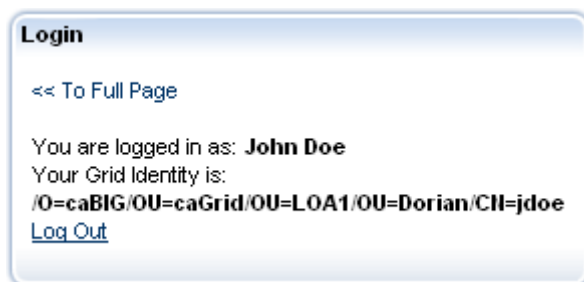 Login
<< To Full Page
You are logged in as: John Doe
Your Grid Identity is:
/O=caBIG/OU=caGrid/OU=LOA1/OU=Dorian/CN=jdoe
Log Out